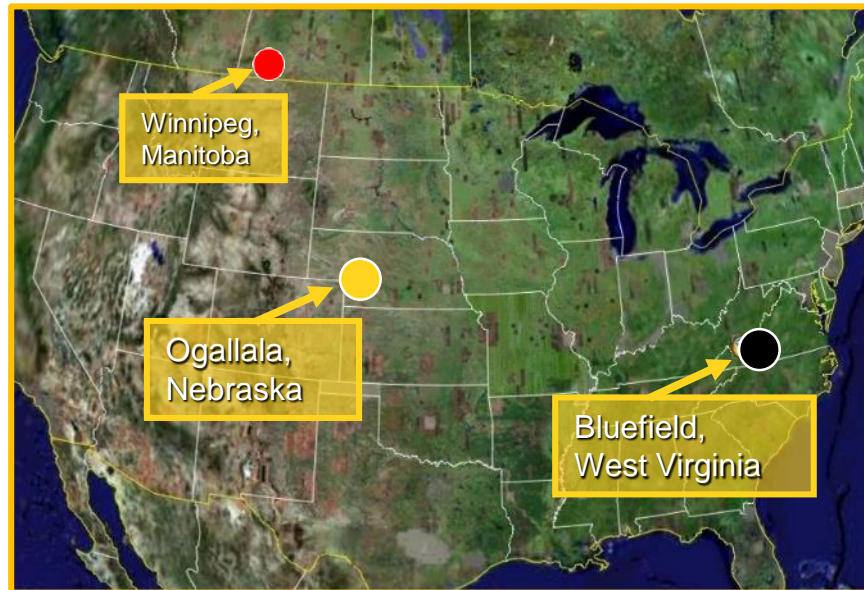 Winnipeg,
Manitoba
Ogallala,
Nebraska
Bluefield,
West Virginia